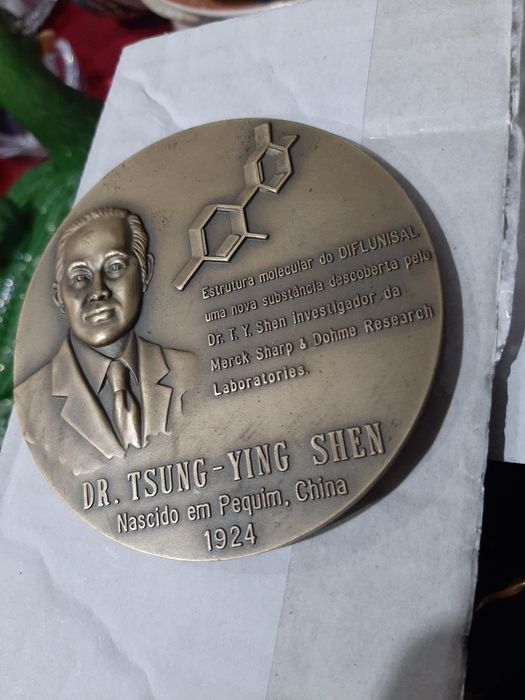 Estrutura molecular do DIFLUNISAL
uma nova substância descoberta pelo
Dr. T. Y. Shen investigador da
Merck Sharp & Dohme Research
Laboratories.
DR. TSUNG-YING SHEN
Nascido em Pequim, China
1924